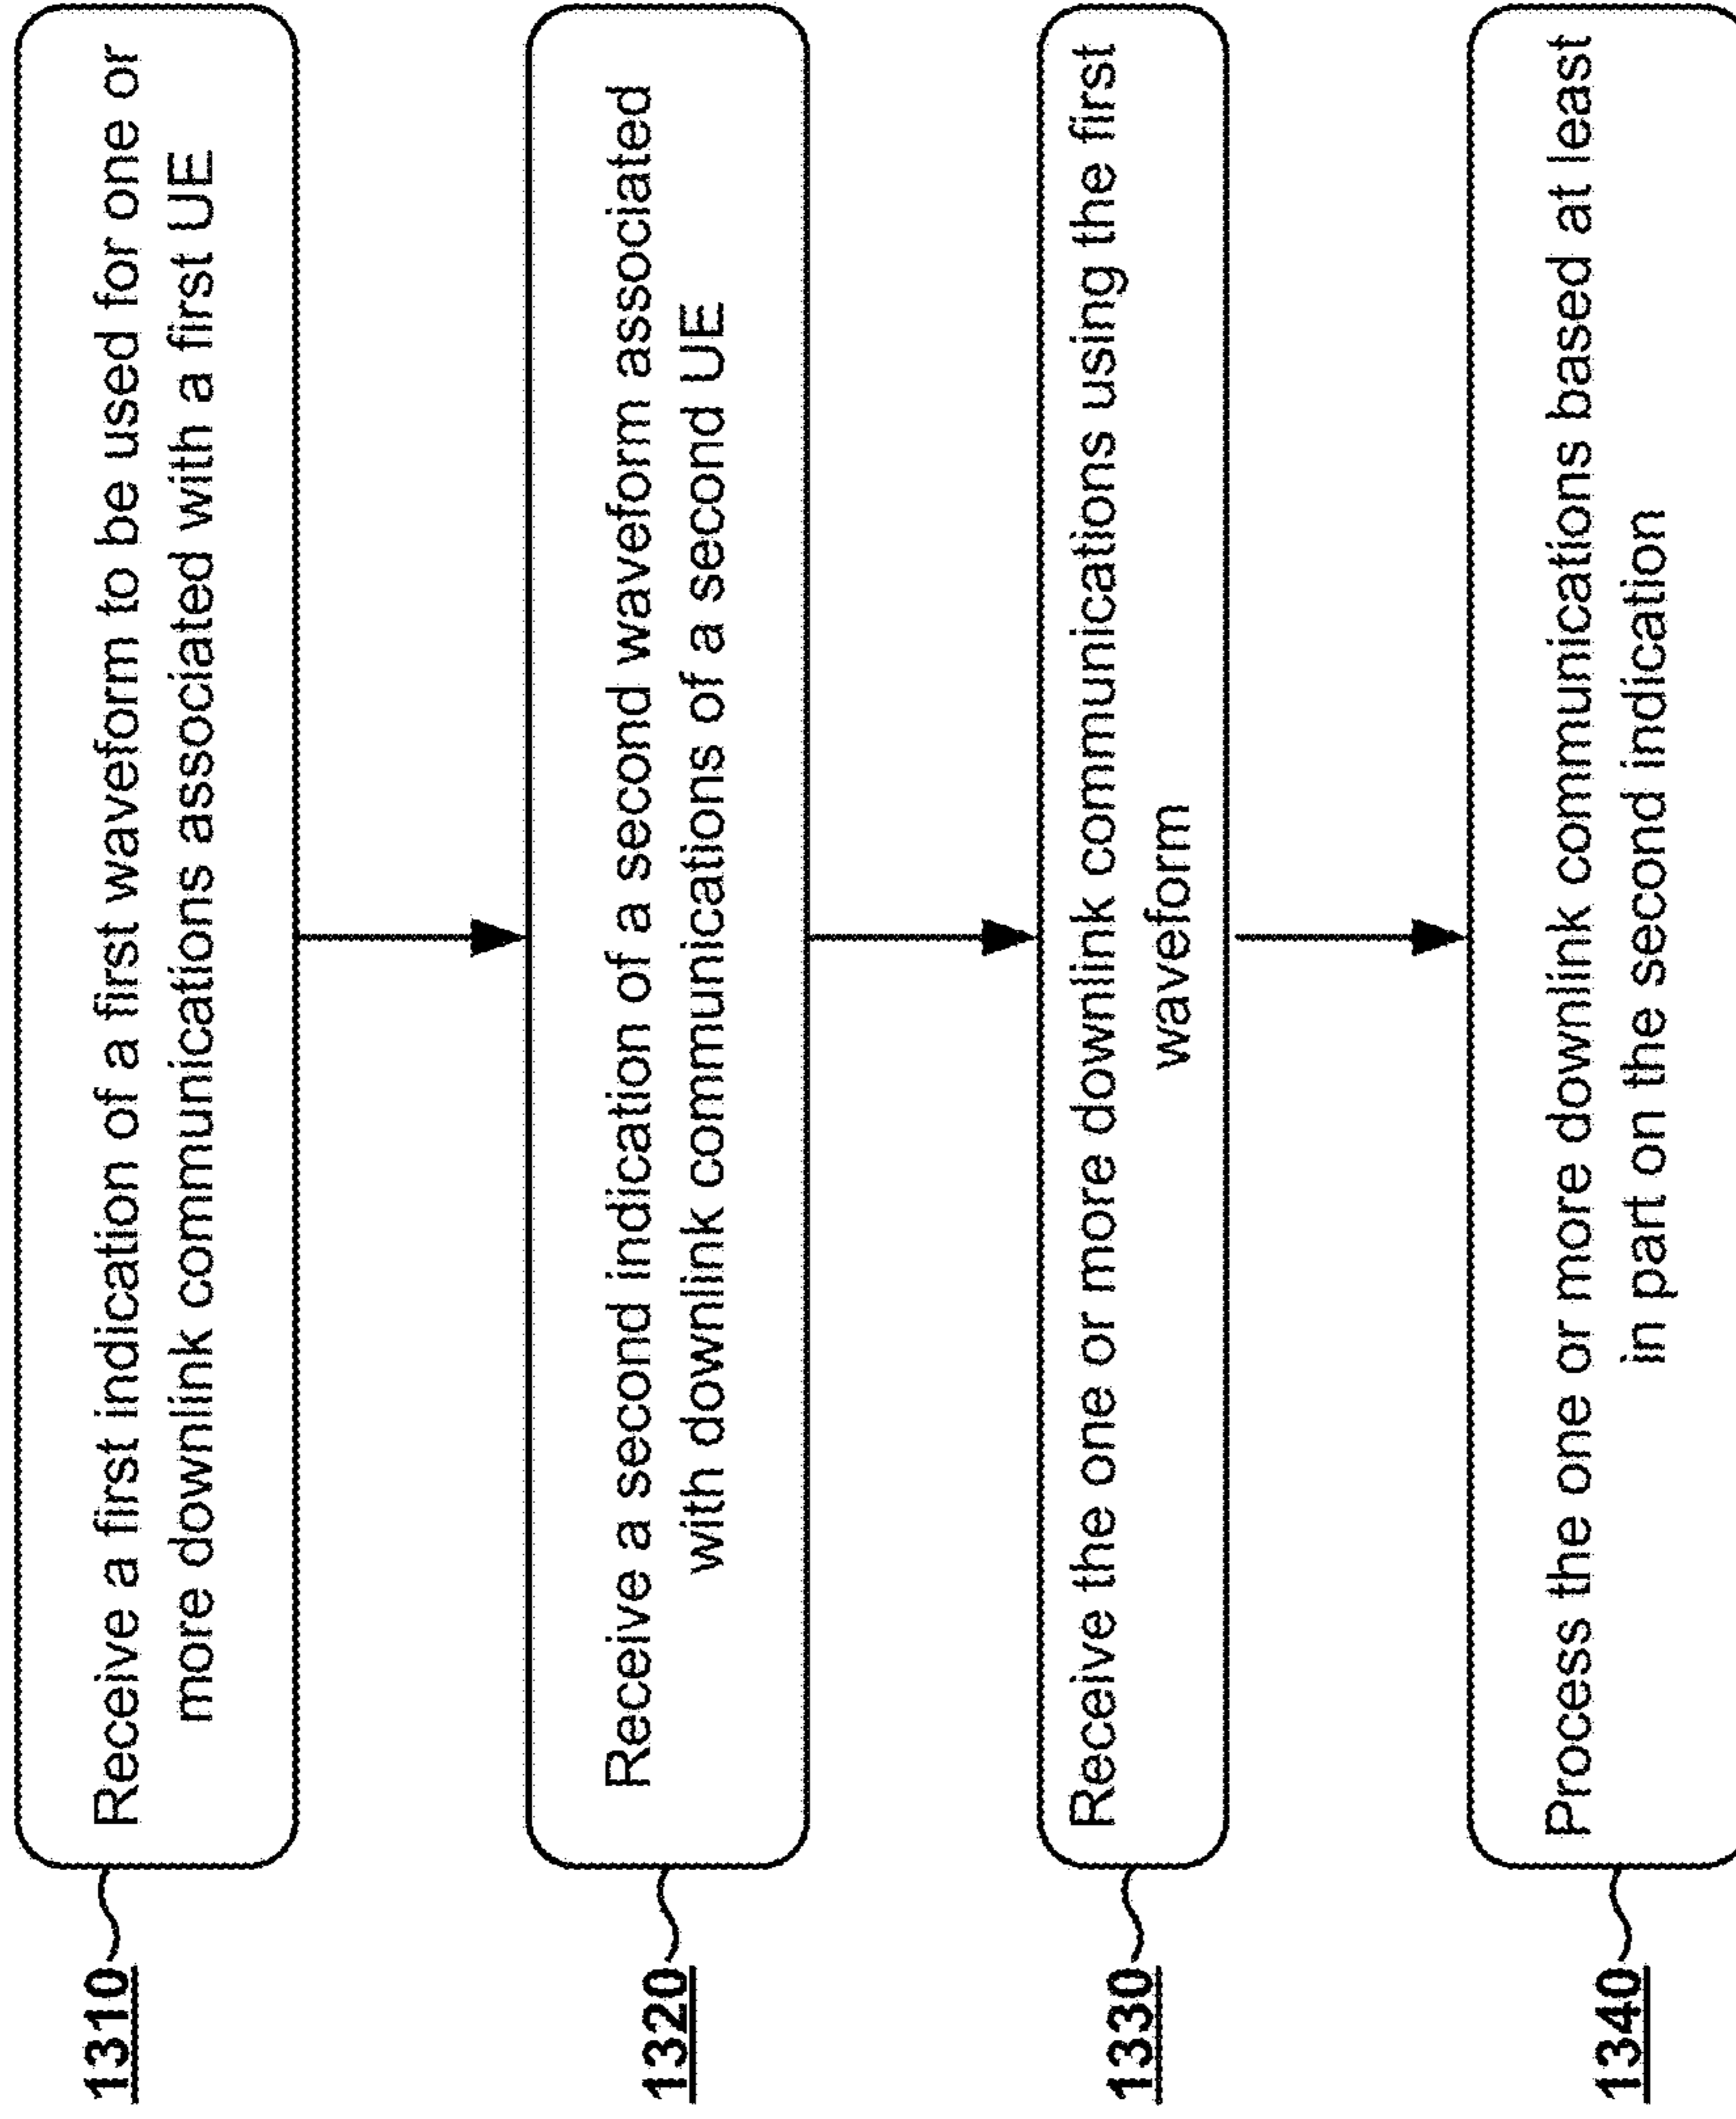 1310
Receive a first indication of a first waveform to be used for one or
more downlink communications associated with a first UE
1320
Receive a second indication of a second waveform associated
with downlink communications of a second UE
1330
Receive the one or more downlink communications using the first
waveform
1340
Process the one or more downlink communications based at least
in part on the second indication